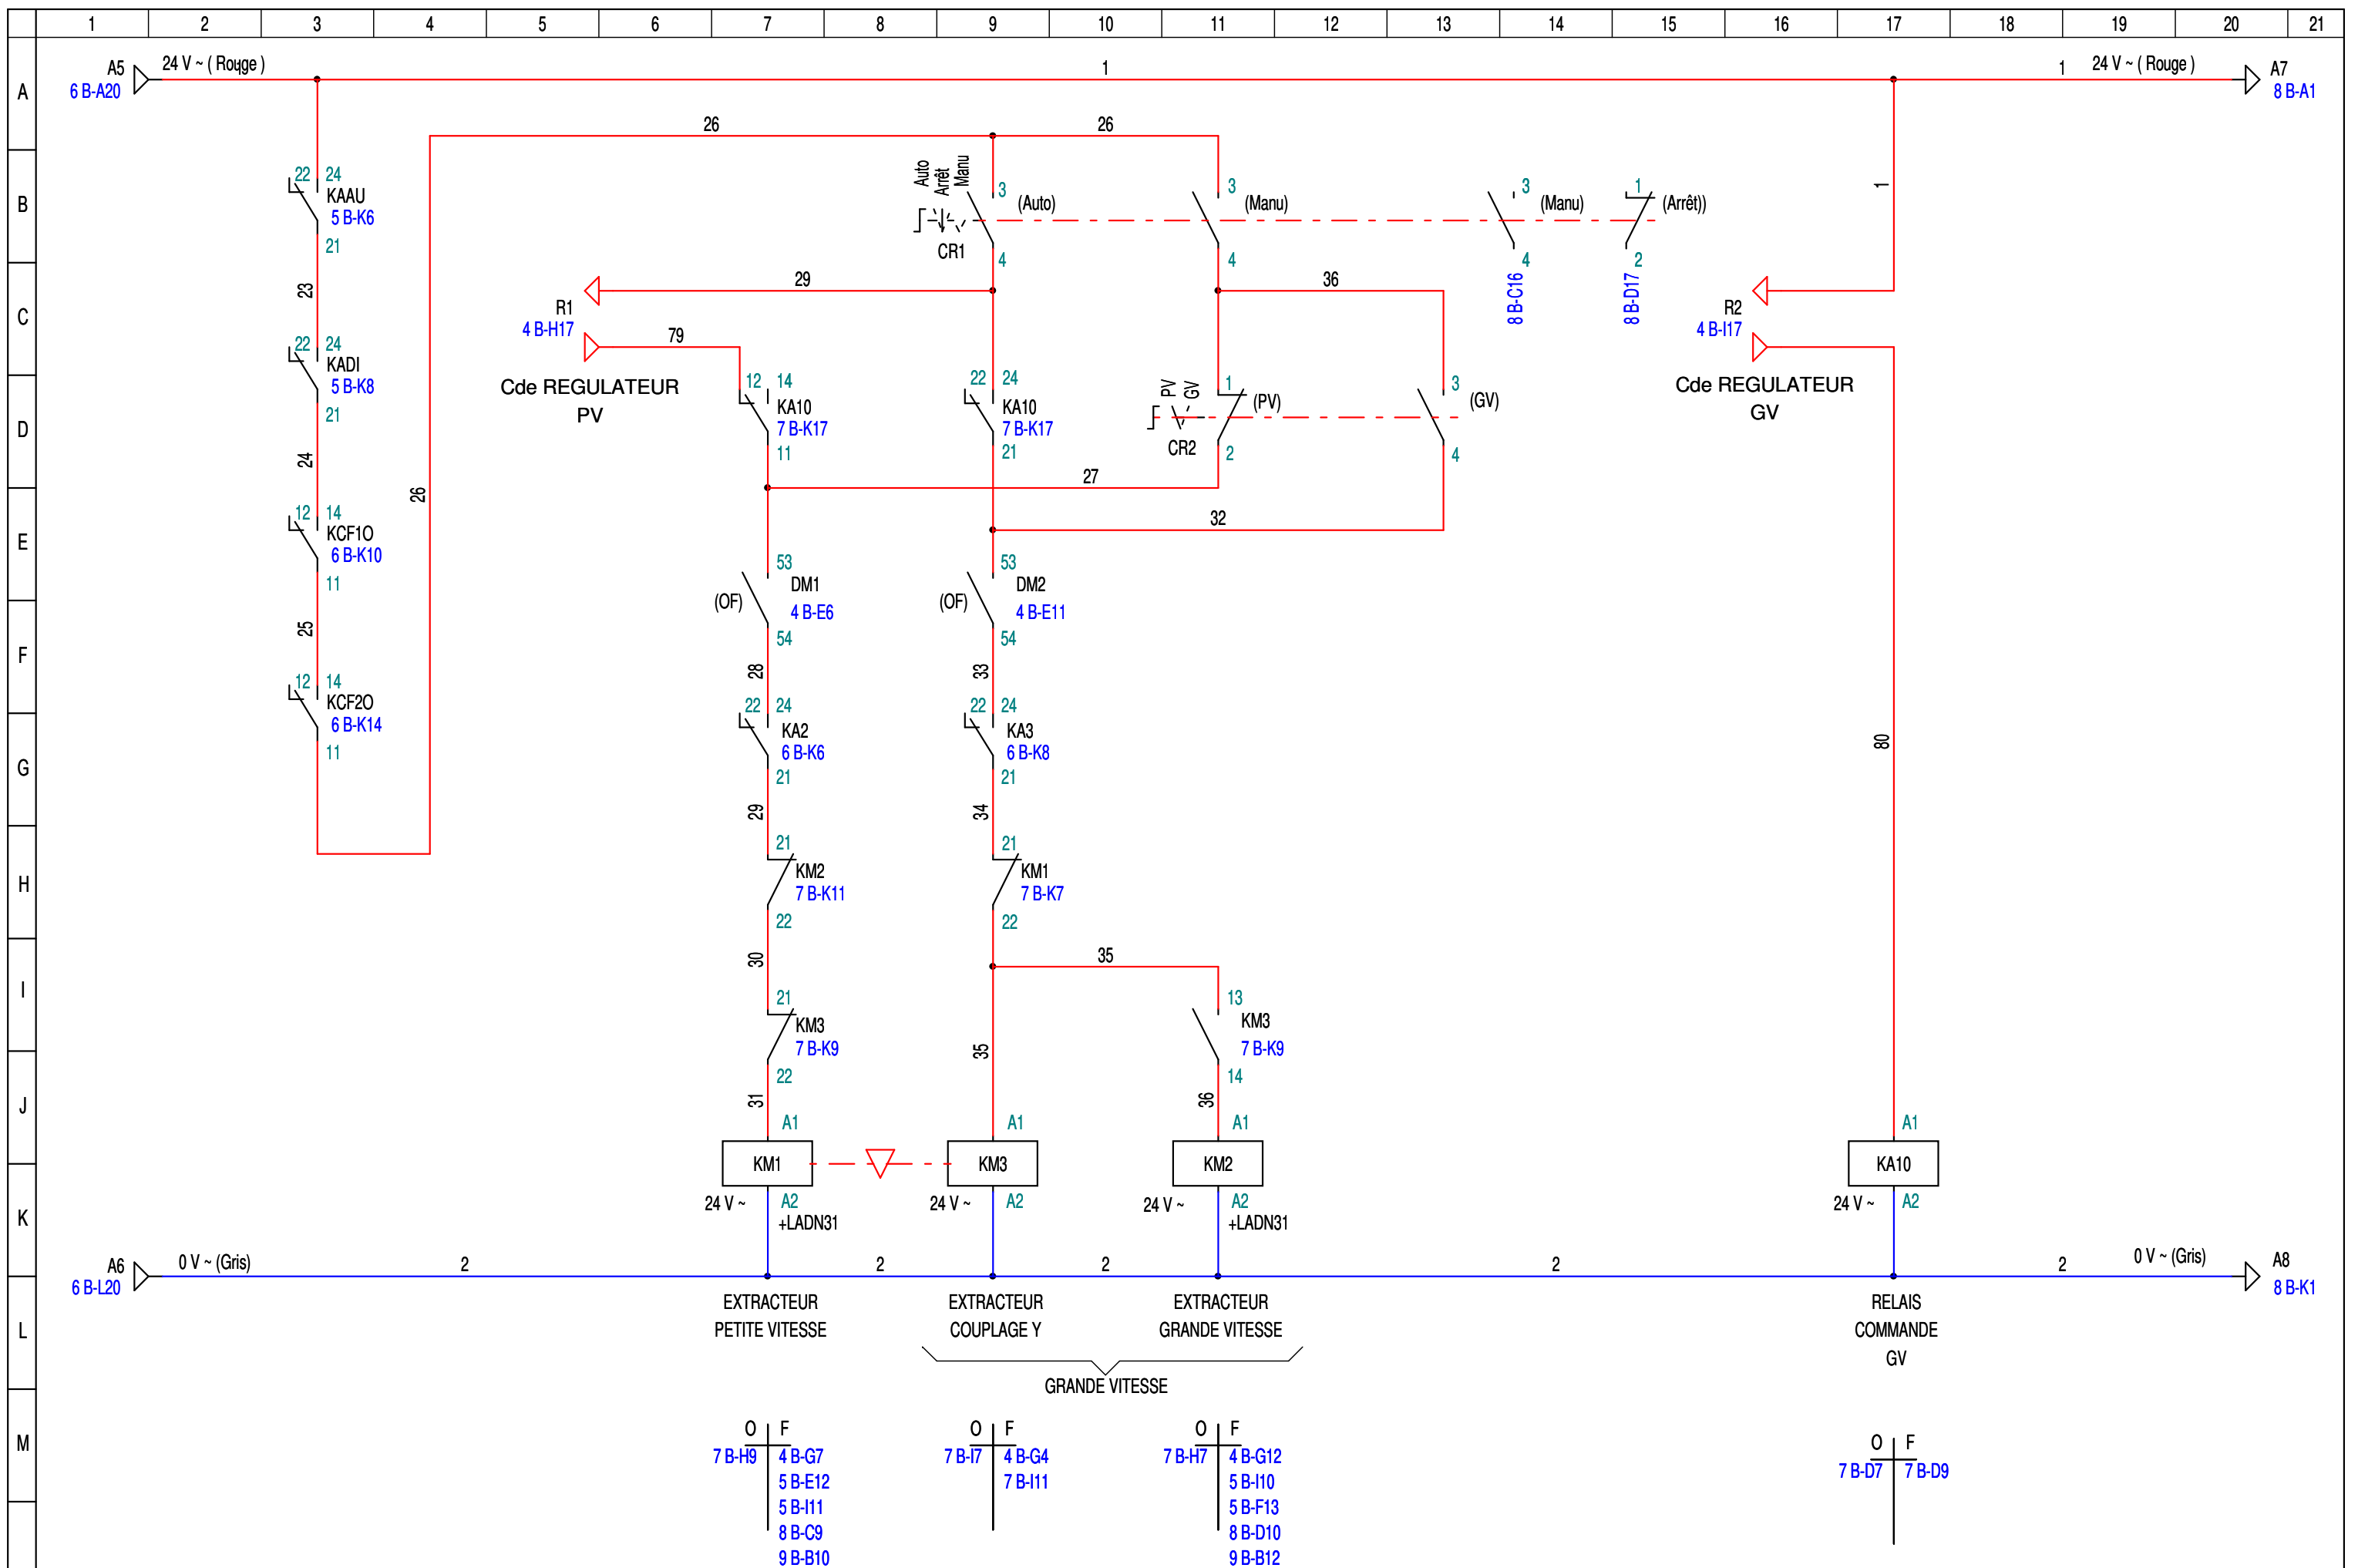 1 2 3 4 5 6 7 8 9 10 11 12 13 14 15 16 17 18 19 20 21
A
A5
6 B-A20
24 V ~ ( Rouge )
1
1
24 V ~ ( Rouge )
A7
8 B-A1
26
26
B
22 24
KAAU
5 B-K6
21
Auto
Arrêt
Manu
3
(Auto)
CR1
4
3
(Manu)
4
3
(Manu)
4
8 B-C16
1
(Arrêt))
2
8 B-D17
1
C
23
29
R1
4 B-H17
79
Cde REGULATEUR
PV
36
R2
4 B-I17
Cde REGULATEUR
GV
22 24
KADI
5 B-K8
21
D
12 14
KA10
7 B-K17
11
22 24
KA10
7 B-K17
21
PV
GV
CR2
1
(PV)
2
3
(GV)
4
24
26
27
E
12 14
KCF1O
6 B-K10
11
32
53
DM1
(OF)
4 B-E6
54
53
DM2
(OF)
4 B-E11
54
F
25
28
33
12 14
KCF2O
6 B-K14
11
22 24
KA2
6 B-K6
21
22 24
KA3
6 B-K8
21
80
G
29
34
H
21
KM2
7 B-K11
22
21
KM1
7 B-K7
22
I
30
35
21
KM3
7 B-K9
22
35
13
KM3
7 B-K9
14
J
31
36
A1
KM1
24 V ~
A2
+LADN31
A1
KM3
24 V ~
A2
A1
KM2
24 V ~
A2
+LADN31
A1
KA10
24 V ~
A2
K
A6
6 B-L20
0 V ~ (Gris)
2
2
2
2
2
0 V ~ (Gris)
A8
8 B-K1
L
EXTRACTEUR
PETITE VITESSE
EXTRACTEUR
COUPLAGE Y
EXTRACTEUR
GRANDE VITESSE
GRANDE VITESSE
RELAIS
COMMANDE
GV
M
O F
7 B-H9 4 B-G7
5 B-E12
5 B-I11
8 B-C9
9 B-B10
O F
7 B-I7 4 B-G4
7 B-I11
O F
7 B-H7 4 B-G12
5 B-I10
5 B-F13
8 B-D10
9 B-B12
O F
7 B-D7 7 B-D9